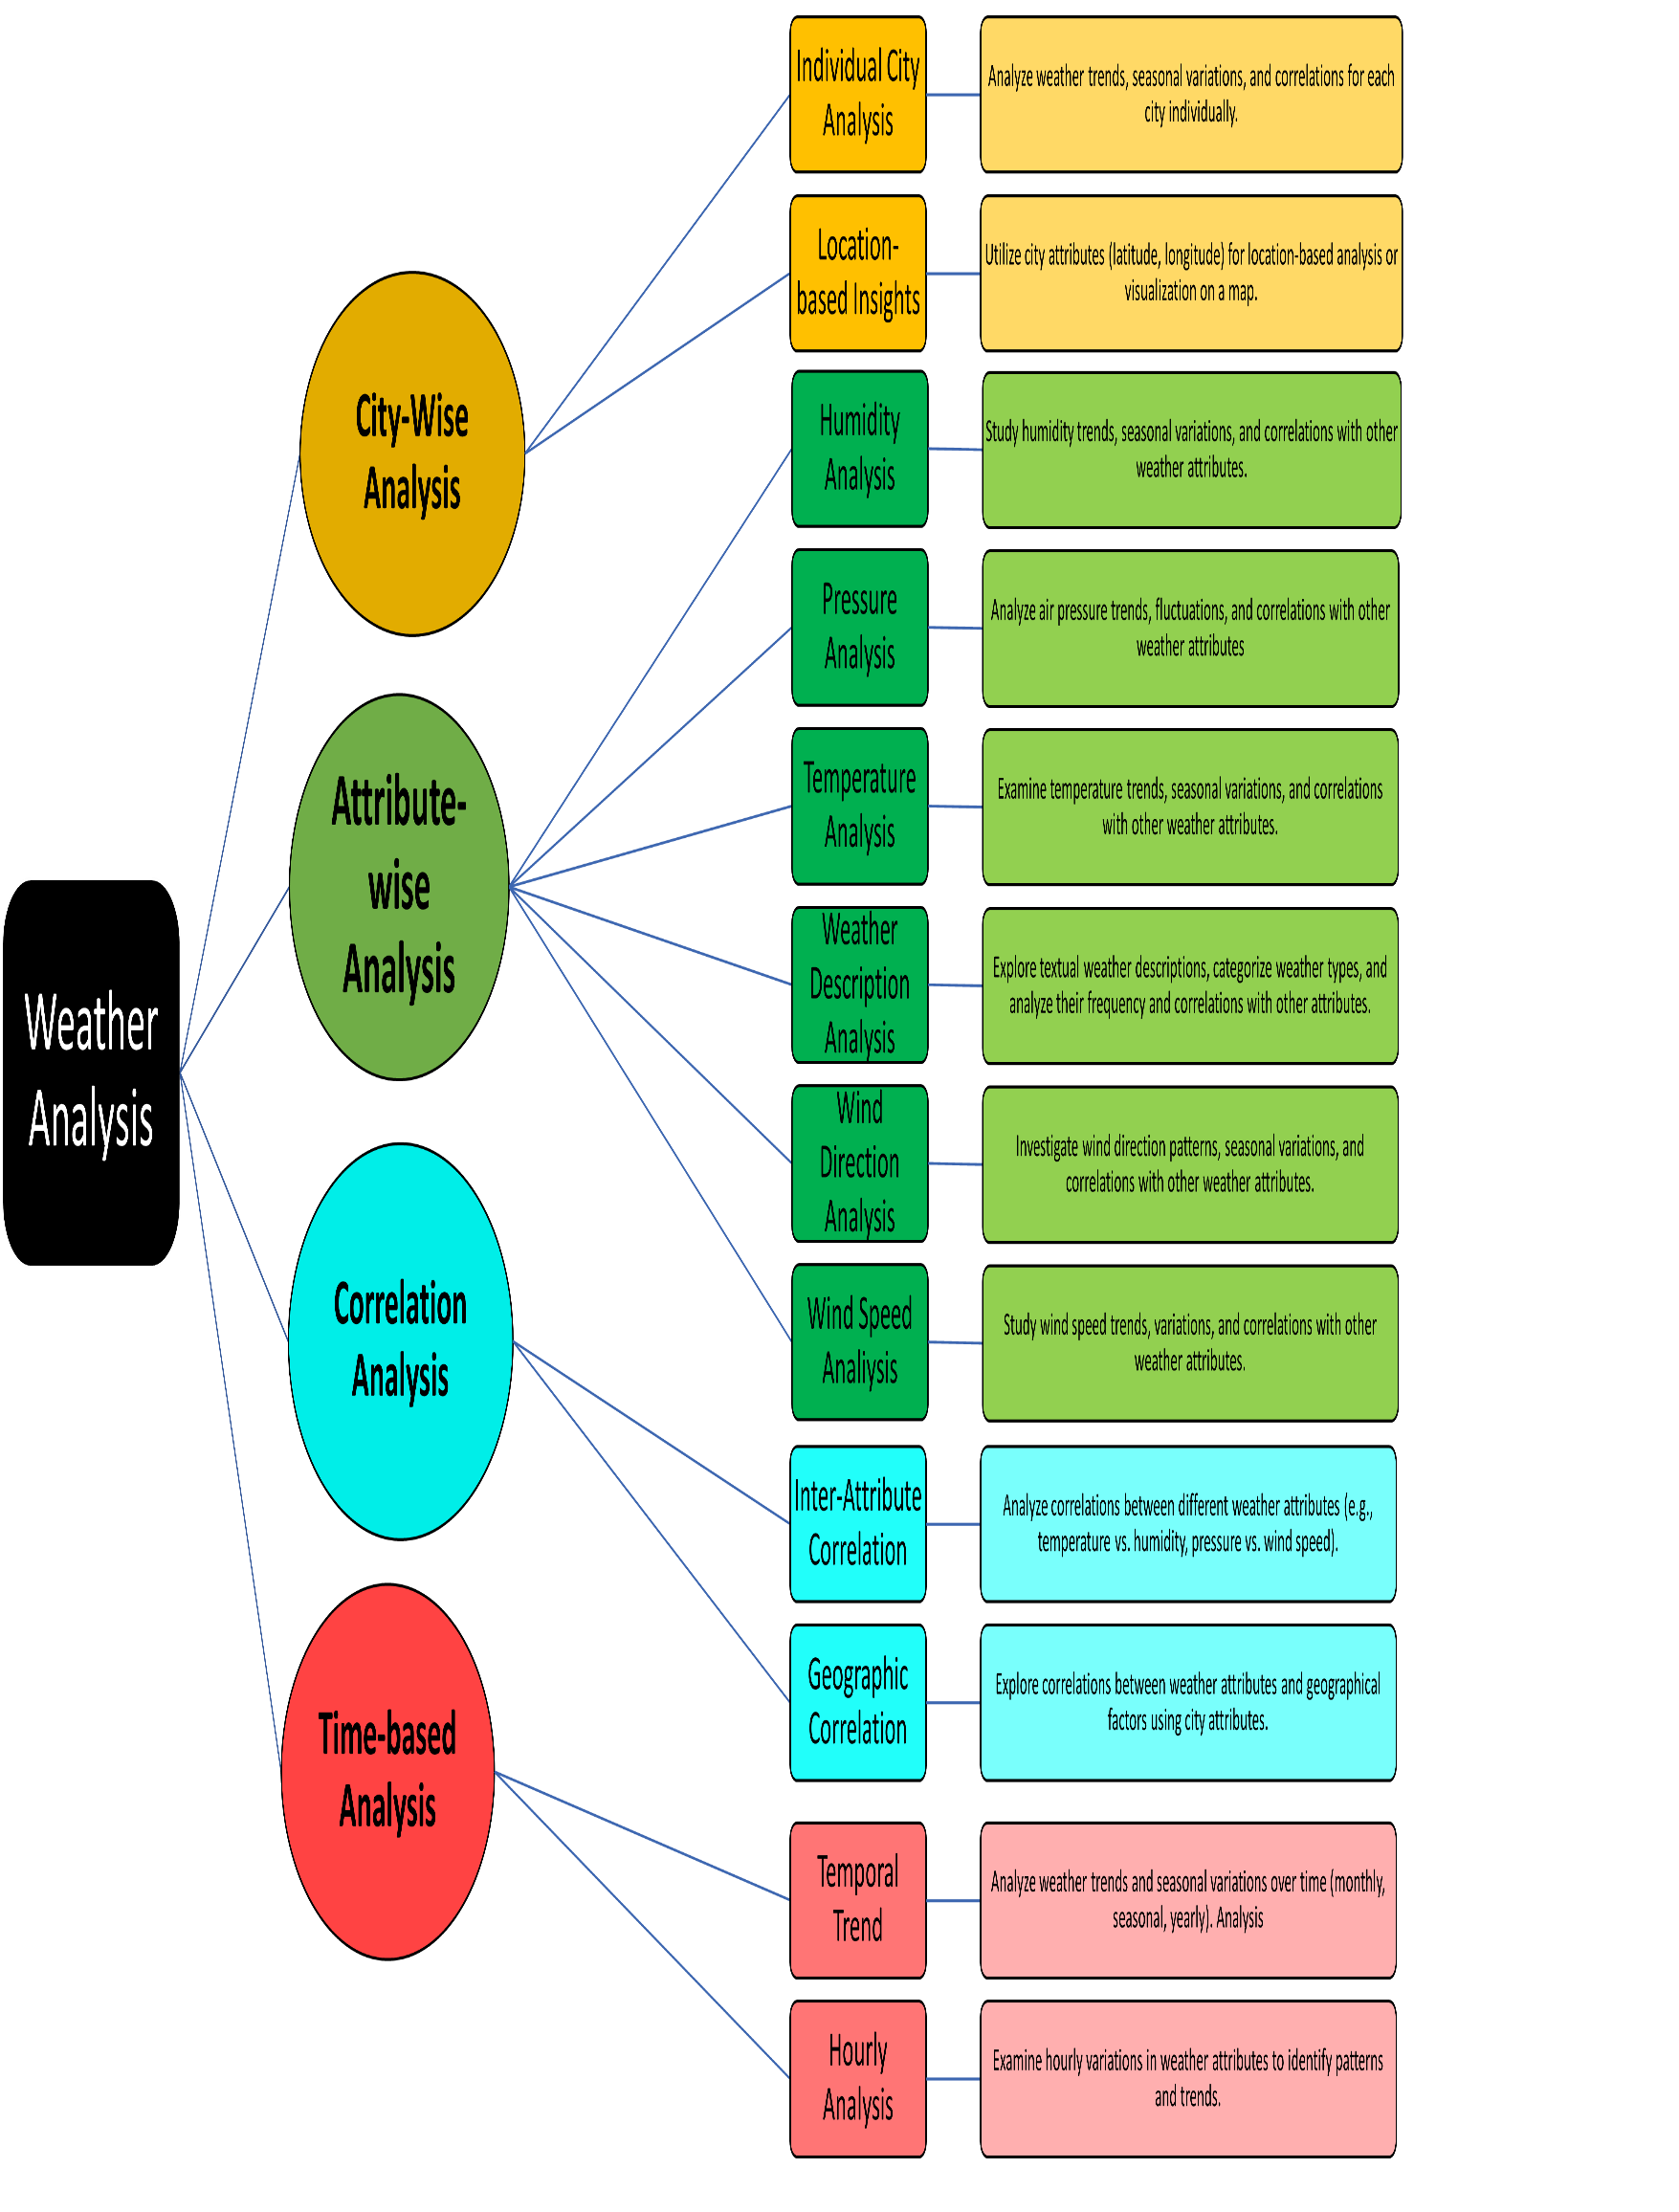 Weather
Analysis
City-Wise
Analysis
Individual City
Analysis
Analyze weather trends, seasonal variations, and correlations for each
city individually.
Location-
based Insights
Utilize city attributes (latitude, longitude) for location-based analysis or
visualization on a map.
Attribute-
wise
Analysis
Humidity
Analysis
Study humidity trends, seasonal variations, and correlations with other
weather attributes.
Pressure
Analysis
Analyze air pressure trends, fluctuations, and correlations with other
weather attributes
Temperature
Analysis
Examine temperature trends, seasonal variations, and correlations
with other weather attributes.
Weather
Description
Analysis
Explore textual weather descriptions, categorize weather types, and
analyze their frequency and correlations with other attributes.
Wind
Direction
Analysis
Investigate wind direction patterns, seasonal variations, and
correlations with other weather attributes.
Wind Speed
Analiysis
Study wind speed trends, variations, and correlations with other
weather attributes.
Correlation
Analysis
Inter-Attribute
Correlation
Analyze correlations between different weather attributes (e.g.,
temperature vs. humidity, pressure vs. wind speed).
Geographic
Correlation
Explore correlations between weather attributes and geographical
factors using city attributes.
Time-based
Analysis
Temporal
Trend
Analyze weather trends and seasonal variations over time (monthly,
seasonal, yearly). Analysis
Hourly
Analysis
Examine hourly variations in weather attributes to identify patterns
and trends.